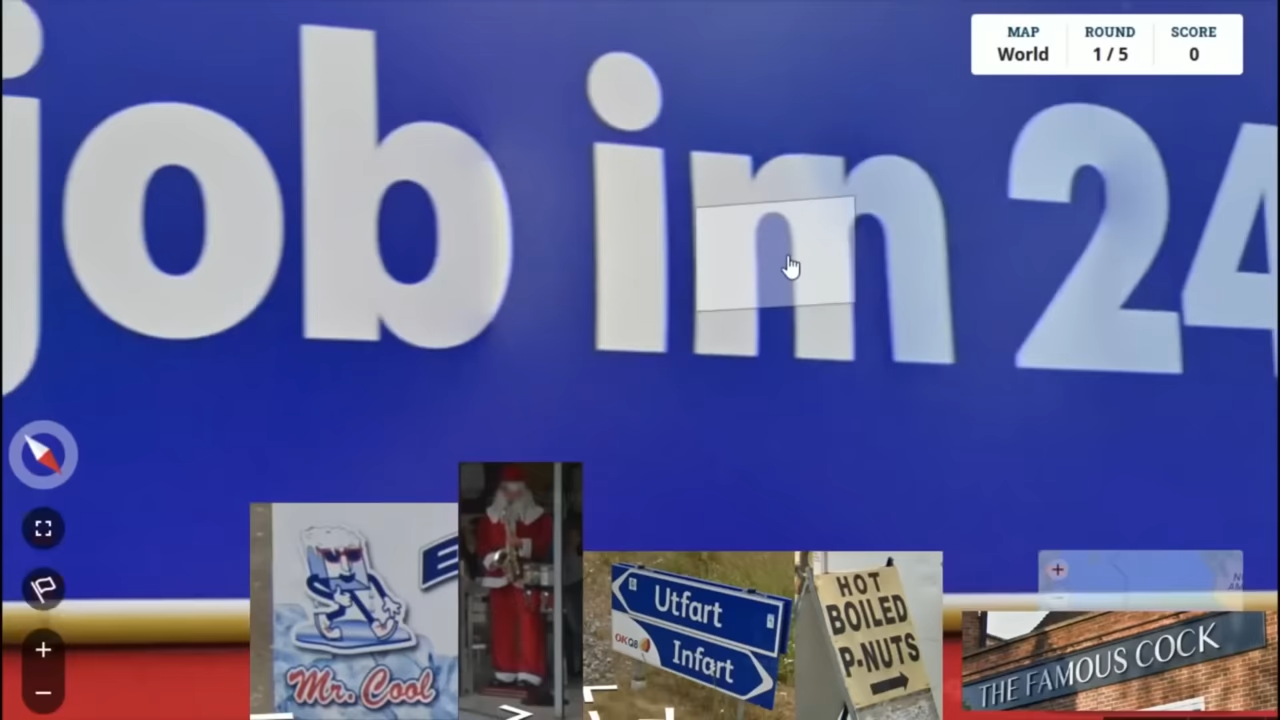 MAP
World
ROUND
1 / 5
SCORE
0
job in 24
Mr. Cool
Utfart
OKQ8
Infart
HOT
BOILED
P-NUTS
THE FAMOUS COCK